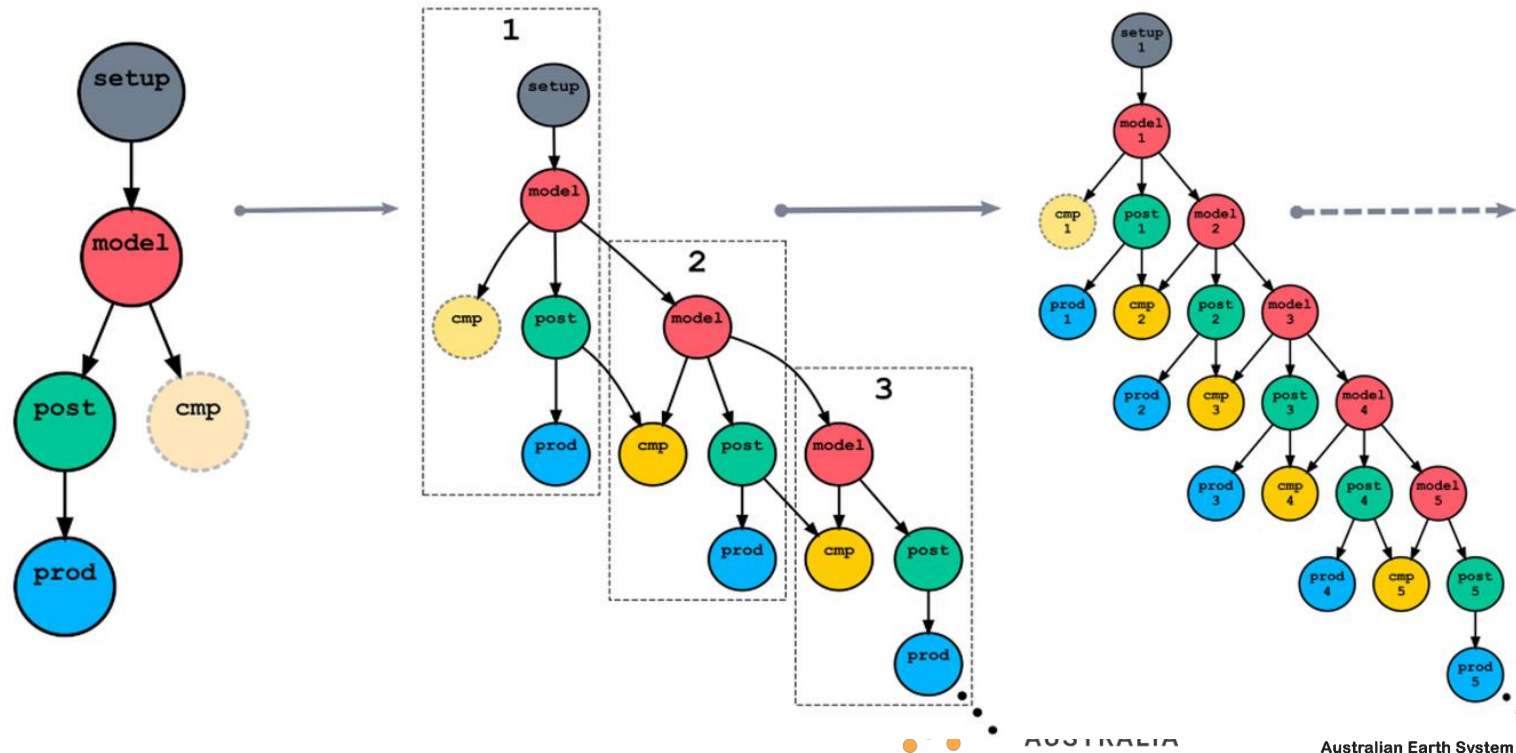 setup
model
post
cmp
prod
1
setup
model
cmp
post
prod
2
model
cmp
post
prod
3
model
cmp
post
prod
setup
1
model
1
cmp
1
post
1
model
2
prod
1
cmp
2
post
2
model
3
prod
2
cmp
3
post
3
model
4
prod
3
cmp
4
post
4
model
5
prod
4
cmp
5
post
5
prod
5
AUSTRALIA
Australian Earth System